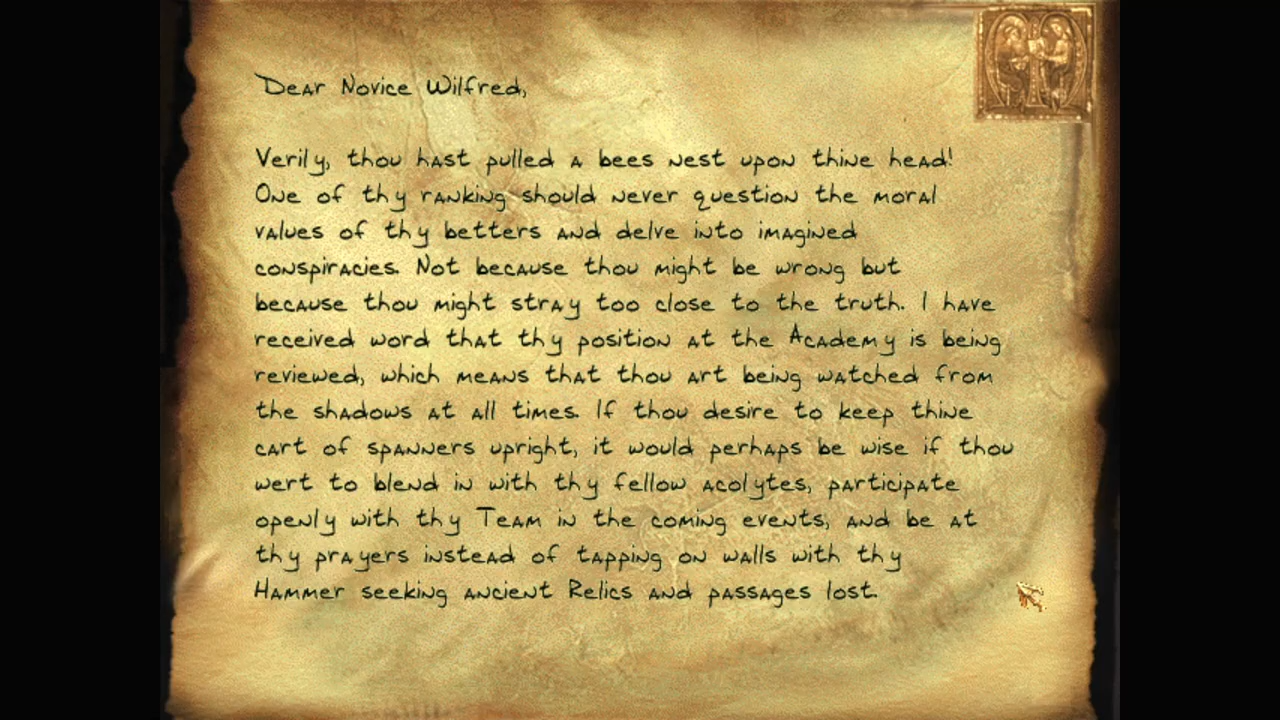 Dear Novice Wilfred,
Verily, thou hast pulled a bees nest upon thine head!
One of thy ranking should never question the moral
values of thy betters and delve into imagined
conspiracies. Not because thou might be wrong but
because thou might stray too close to the truth. I have
received word that thy position at the Academy is being
reviewed, which means that thou art being watched from
the shadows at all times. If thou desire to keep thine
cart of spanners upright, it would perhaps be wise if thou
wert to blend in with thy fellow acolytes, participate
openly with thy Team in the coming events, and be at
thy prayers instead of tapping on walls with thy
Hammer seeking ancient Relics and passages lost.